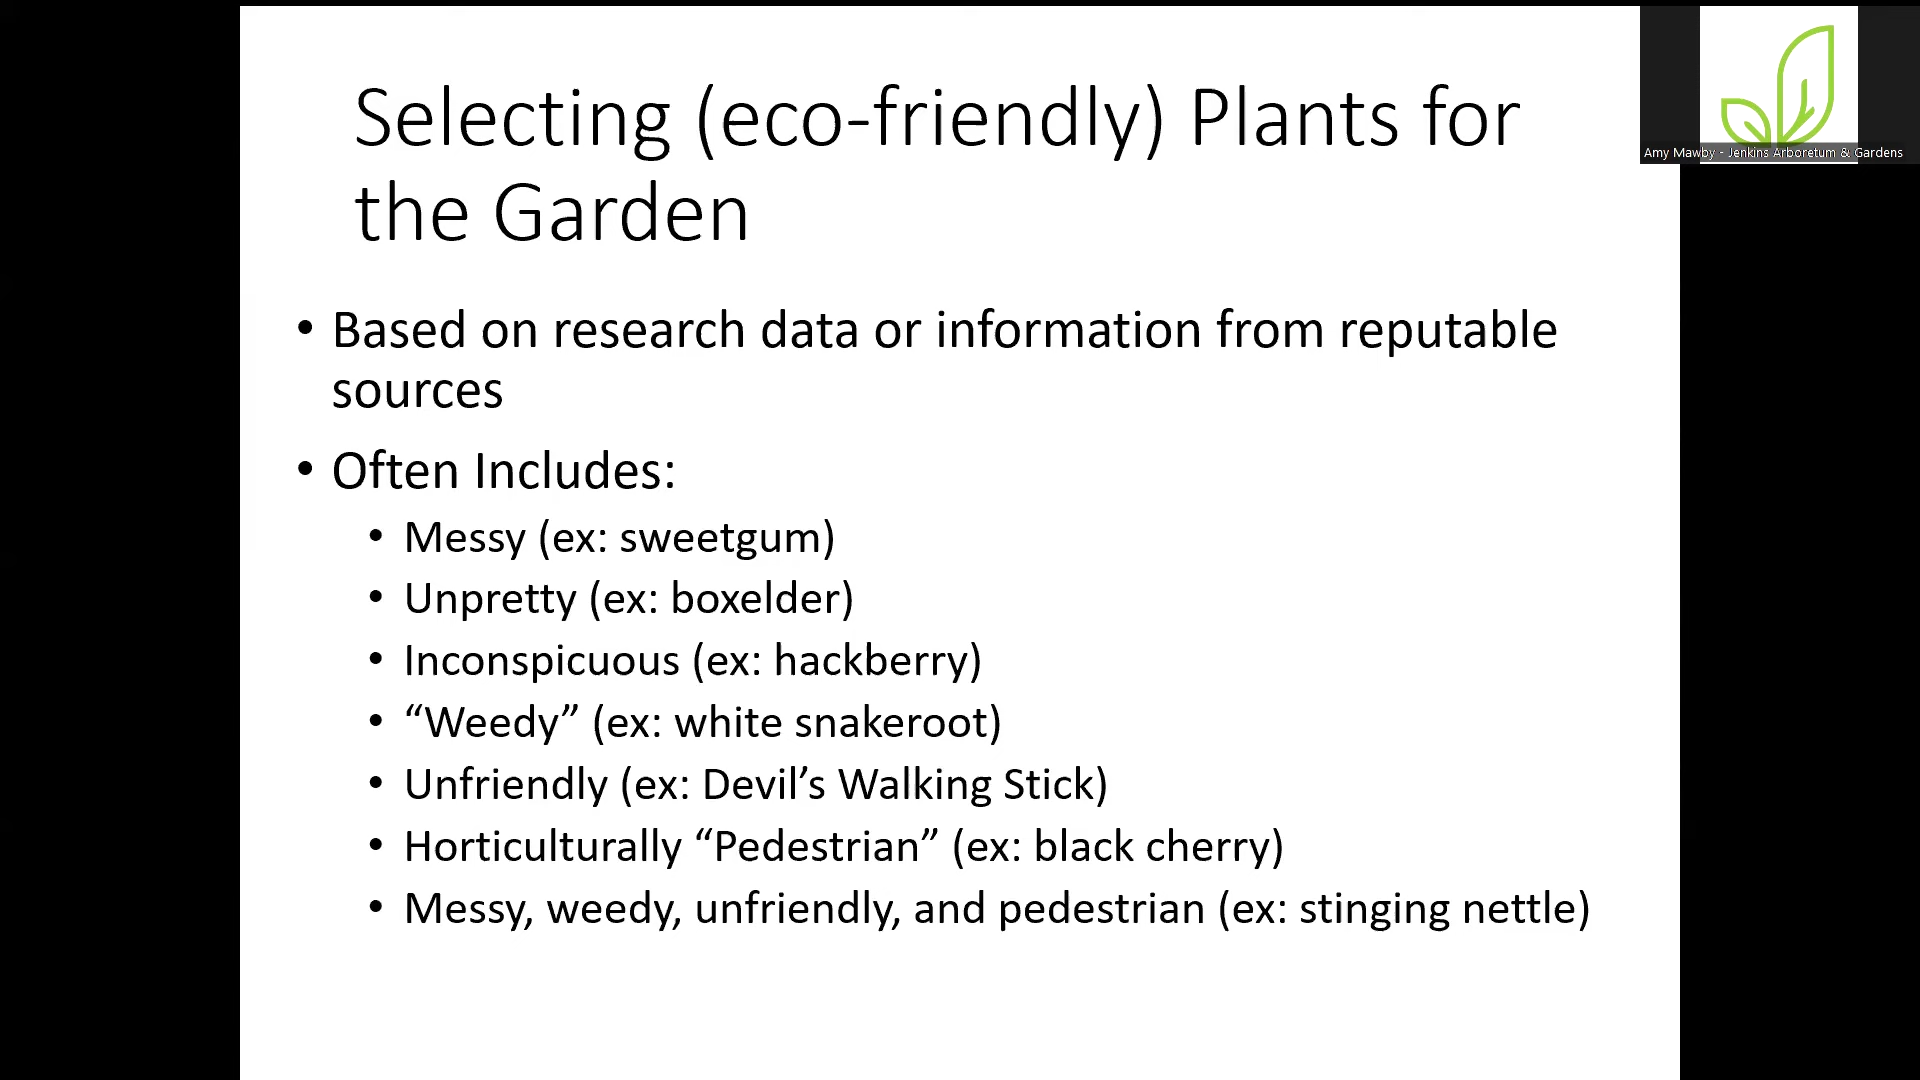 Selecting (eco-friendly) Plants for
the Garden
Amy Mawby - Jenkins Arboretum & Gardens
• Based on research data or information from reputable
sources
• Often Includes:
• Messy (ex: sweetgum)
• Unpretty (ex: boxelder)
• Inconspicuous (ex: hackberry)
• “Weedy” (ex: white snakeroot)
• Unfriendly (ex: Devil’s Walking Stick)
• Horticulturally “Pedestrian” (ex: black cherry)
• Messy, weedy, unfriendly, and pedestrian (ex: stinging nettle)